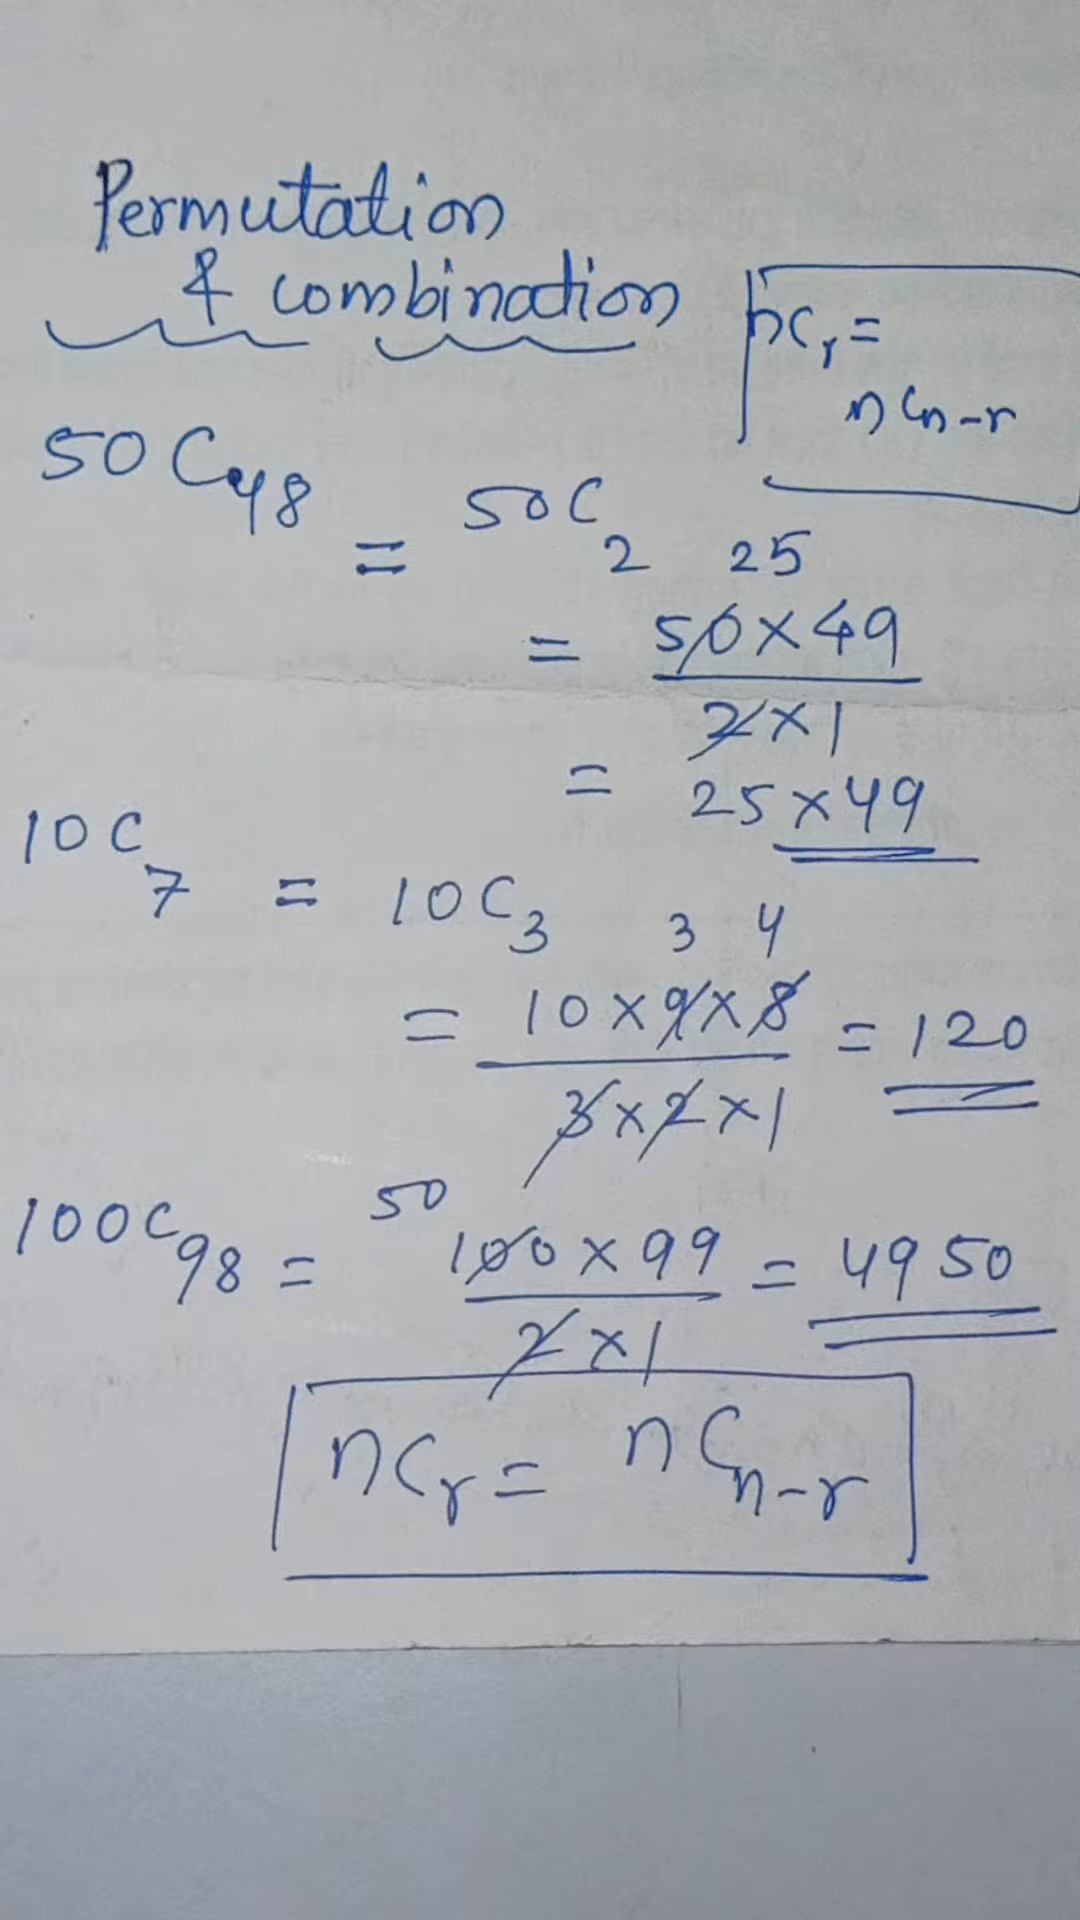 Permutation
& combination
nCr =
nCn-r
50C48 = 50C2
25
= 50 × 49
2 × 1
= 25 × 49
10C7 = 10C3
3 4
= 10 × 9 × 8 = 120
3 × 2 × 1
50
100C98 = 100 × 99 = 4950
2 × 1
nCr = nCn-r